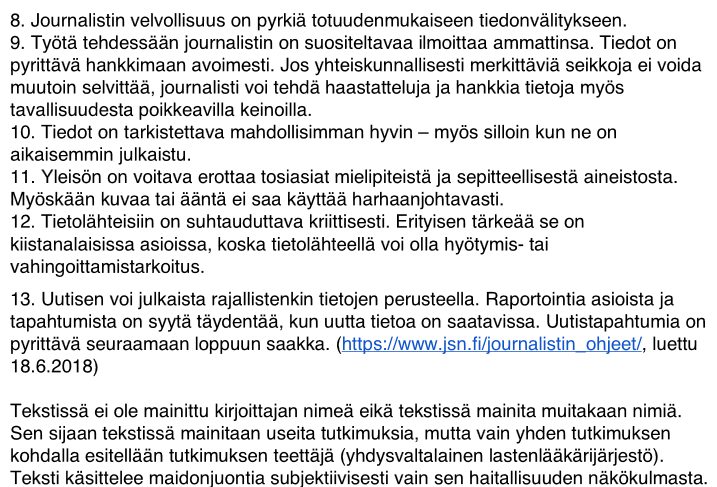 8. Journalistin velvollisuus on pyrkiä totuudenmukaiseen tiedonvälitykseen.
9. Työtä tehdessään journalistin on suositeltavaa ilmoittaa ammattinsa. Tiedot on
pyrittävä hankkimaan avoimesti. Jos yhteiskunnallisesti merkittäviä seikkoja ei voida
muutoin selvittää, journalisti voi tehdä haastatteluja ja hankkia tietoja myös
tavallisuudesta poikkeavilla keinoilla.
10. Tiedot on tarkistettava mahdollisimman hyvin – myös silloin kun ne on
aikaisemmin julkaistu.
11. Yleisön on voitava erottaa tosiasiat mielipiteistä ja sepitteellisestä aineistosta.
Myöskään kuvaa tai ääntä ei saa käyttää harhaanjohtavasti.
12. Tietolähteisiin on suhtauduttava kriittisesti. Erityisen tärkeää se on
kiistanalaisissa asioissa, koska tietolähteellä voi olla hyötymis- tai
vahingoittamistarkoitus.
13. Uutisen voi julkaista rajallistenkin tietojen perusteella. Raportointia asioista ja
tapahtumista on syytä täydentää, kun uutta tietoa on saatavissa. Uutistapahtumia on
pyrittävä seuraamaan loppuun saakka. (https://www.jsn.fi/journalistin_ohjeet/, luettu
18.6.2018)
Tekstissä ei ole mainittu kirjoittajan nimeä eikä tekstissä mainita muitakaan nimiä.
Sen sijaan tekstissä mainitaan useita tutkimuksia, mutta vain yhden tutkimuksen
kohdalla esitellään tutkimuksen teettäjä (yhdysvaltalainen lastenlääkärijärjestö).
Teksti käsittelee maidonjuontia subjektiivisesti vain sen haitallisuuden näkökulmasta.